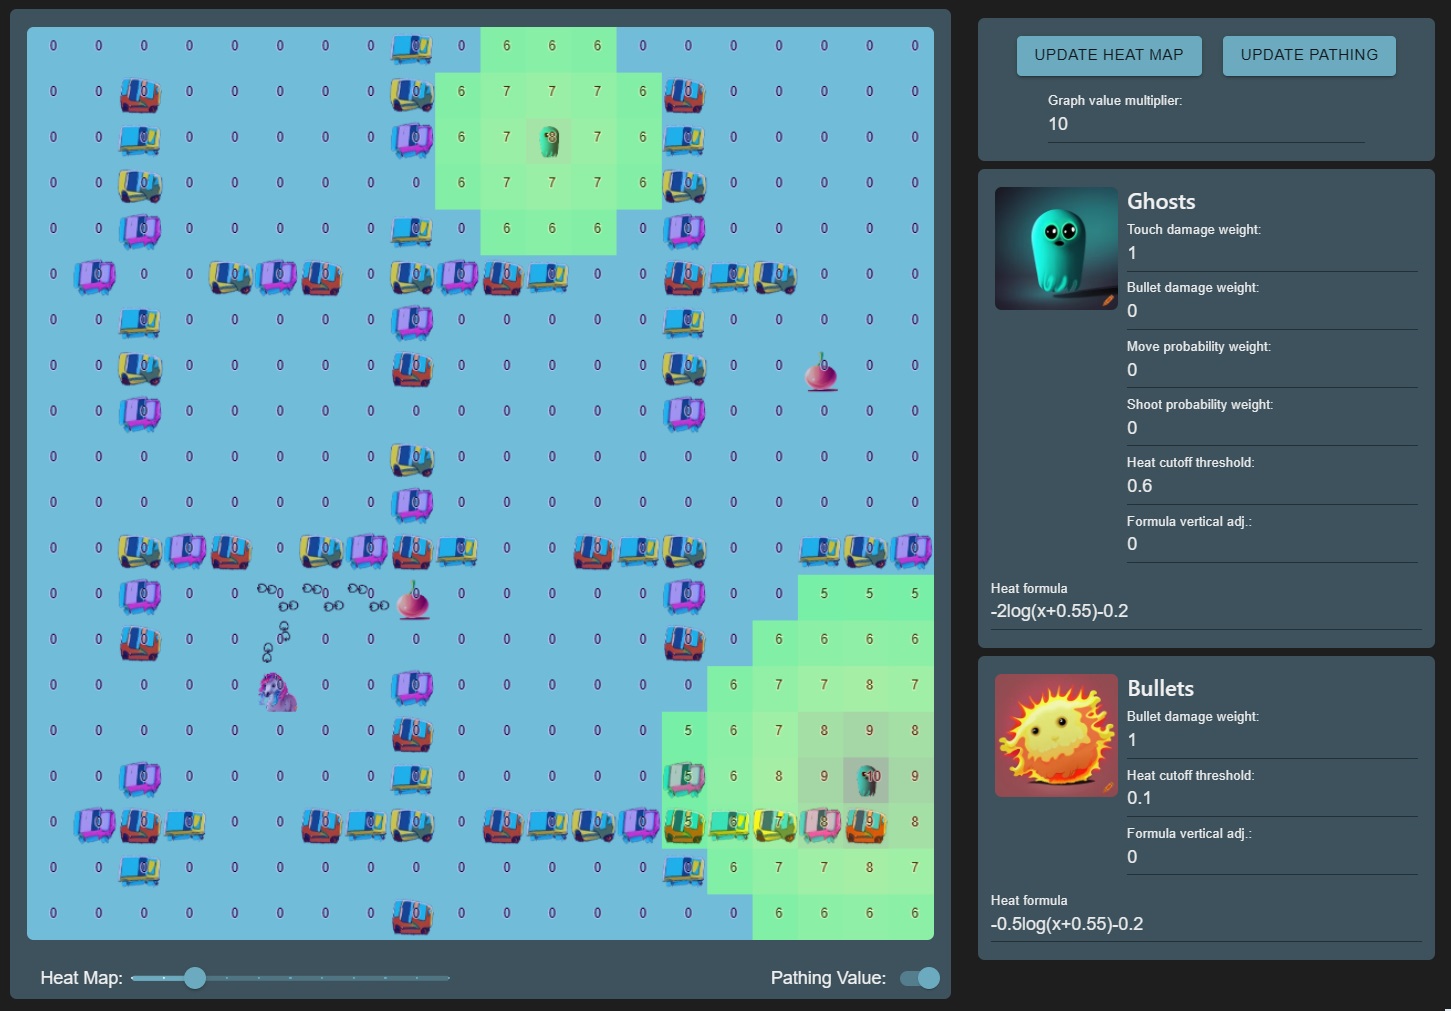 0 0 0 0 0 0 0 0 0 0 6 6 6 0 0 0 0 0 0 0
0 0 0 0 0 0 0 0 0 6 7 7 7 6 0 0 0 0 0 0
0 0 0 0 0 0 0 0 0 6 7 8 7 6 0 0 0 0 0 0
0 0 0 0 0 0 0 0 0 6 7 7 7 6 0 0 0 0 0 0
0 0 0 0 0 0 0 0 0 0 6 6 6 0 0 0 0 0 0 0
0 0 0 0 0 0 0 0 0 0 0 0 0 0 0 0 0 0 0 0
0 0 0 0 0 0 0 0 0 0 0 0 0 0 0 0 0 0 0 0
0 0 0 0 0 0 0 0 0 0 0 0 0 0 0 0 0 0 0 0
0 0 0 0 0 0 0 0 0 0 0 0 0 0 0 0 0 0 0 0
0 0 0 0 0 0 0 0 0 0 0 0 0 0 0 0 0 0 0 0
0 0 0 0 0 0 0 0 0 0 0 0 0 0 0 0 0 0 0 0
0 0 0 0 0 0 0 0 0 0 0 0 0 0 0 0 0 0 0 0
0 0 0 0 0 0 0 0 0 0 0 0 0 0 0 0 0 5 5 5
0 0 0 0 0 0 0 0 0 0 0 0 0 0 0 0 6 6 6 6
0 0 0 0 0 0 0 0 0 0 0 0 0 0 0 6 7 7 8 7
0 0 0 0 0 0 0 0 0 0 0 0 0 0 5 6 7 8 9 8
0 0 0 0 0 0 0 0 0 0 0 0 0 0 5 6 8 9 10 9
0 0 0 0 0 0 0 0 0 0 0 0 0 0 5 6 7 8 9 8
0 0 0 0 0 0 0 0 0 0 0 0 0 0 0 6 7 7 8 7
0 0 0 0 0 0 0 0 0 0 0 0 0 0 0 0 6 6 6 6
Heat Map:
Pathing Value:
UPDATE HEAT MAP
UPDATE PATHING
Graph value multiplier:
10
Ghosts
Touch damage weight:
1
Bullet damage weight:
0
Move probability weight:
0
Shoot probability weight:
0
Heat cutoff threshold:
0.6
Formula vertical adj.:
0
Heat formula
-2log(x+0.55)-0.2
Bullets
Bullet damage weight:
1
Heat cutoff threshold:
0.1
Formula vertical adj.:
0
Heat formula
-0.5log(x+0.55)-0.2